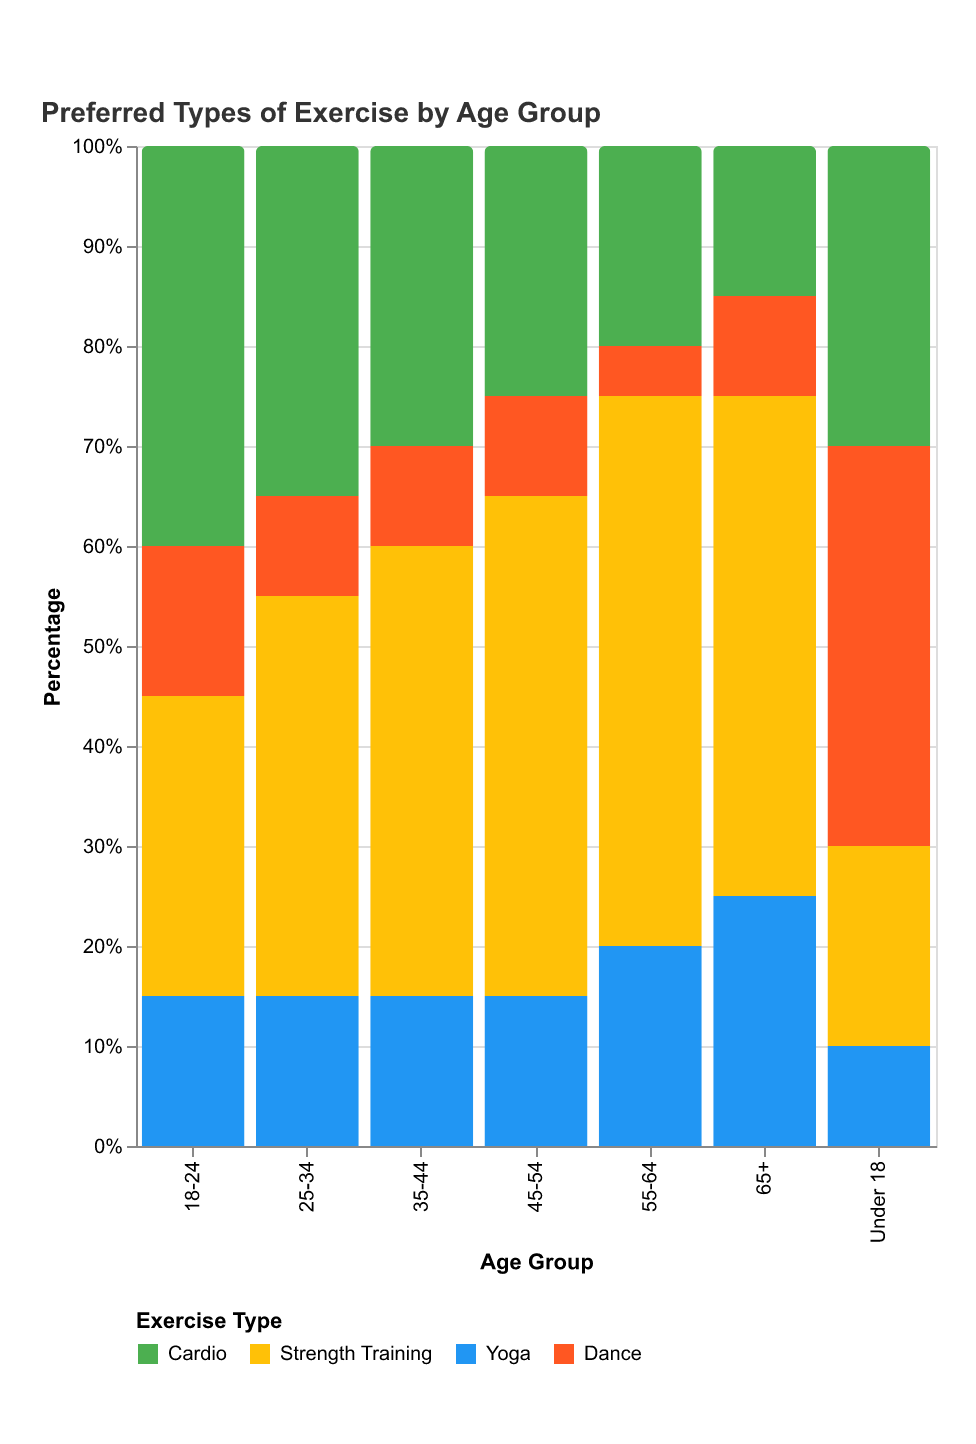 Preferred Types of Exercise by Age Group
100%
90%
80%
70%
60%
50%
40%
30%
20%
10%
0%
Percentage
18-24
25-34
35-44
45-54
55-64
65+
Under 18
Age Group
Exercise Type
Cardio
Strength Training
Yoga
Dance